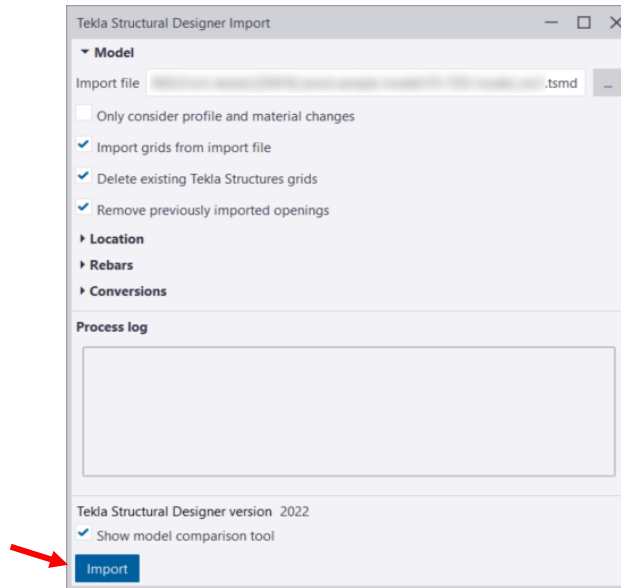 Tekla Structural Designer Import
Model
Import file .tsmd ...
Only consider profile and material changes
Import grids from import file
Delete existing Tekla Structures grids
Remove previously imported openings
Location
Rebars
Conversions
Process log
Tekla Structural Designer version 2022
Show model comparison tool
Import